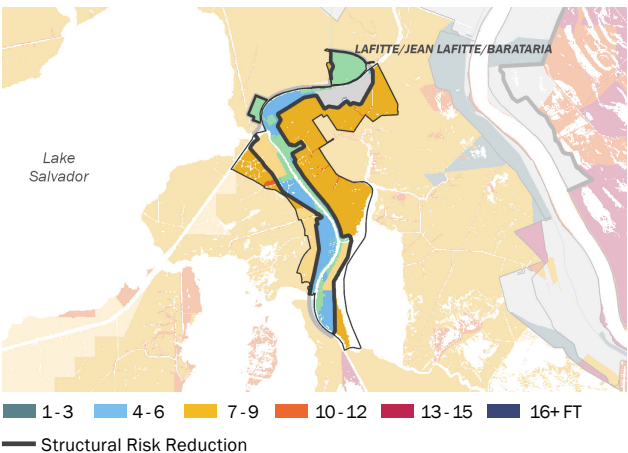 LAFITTE/JEAN LAFITTE/BARATARIA
Lake
Salvador
1-3 4-6 7-9 10-12 13-15 16+ FT
Structural Risk Reduction